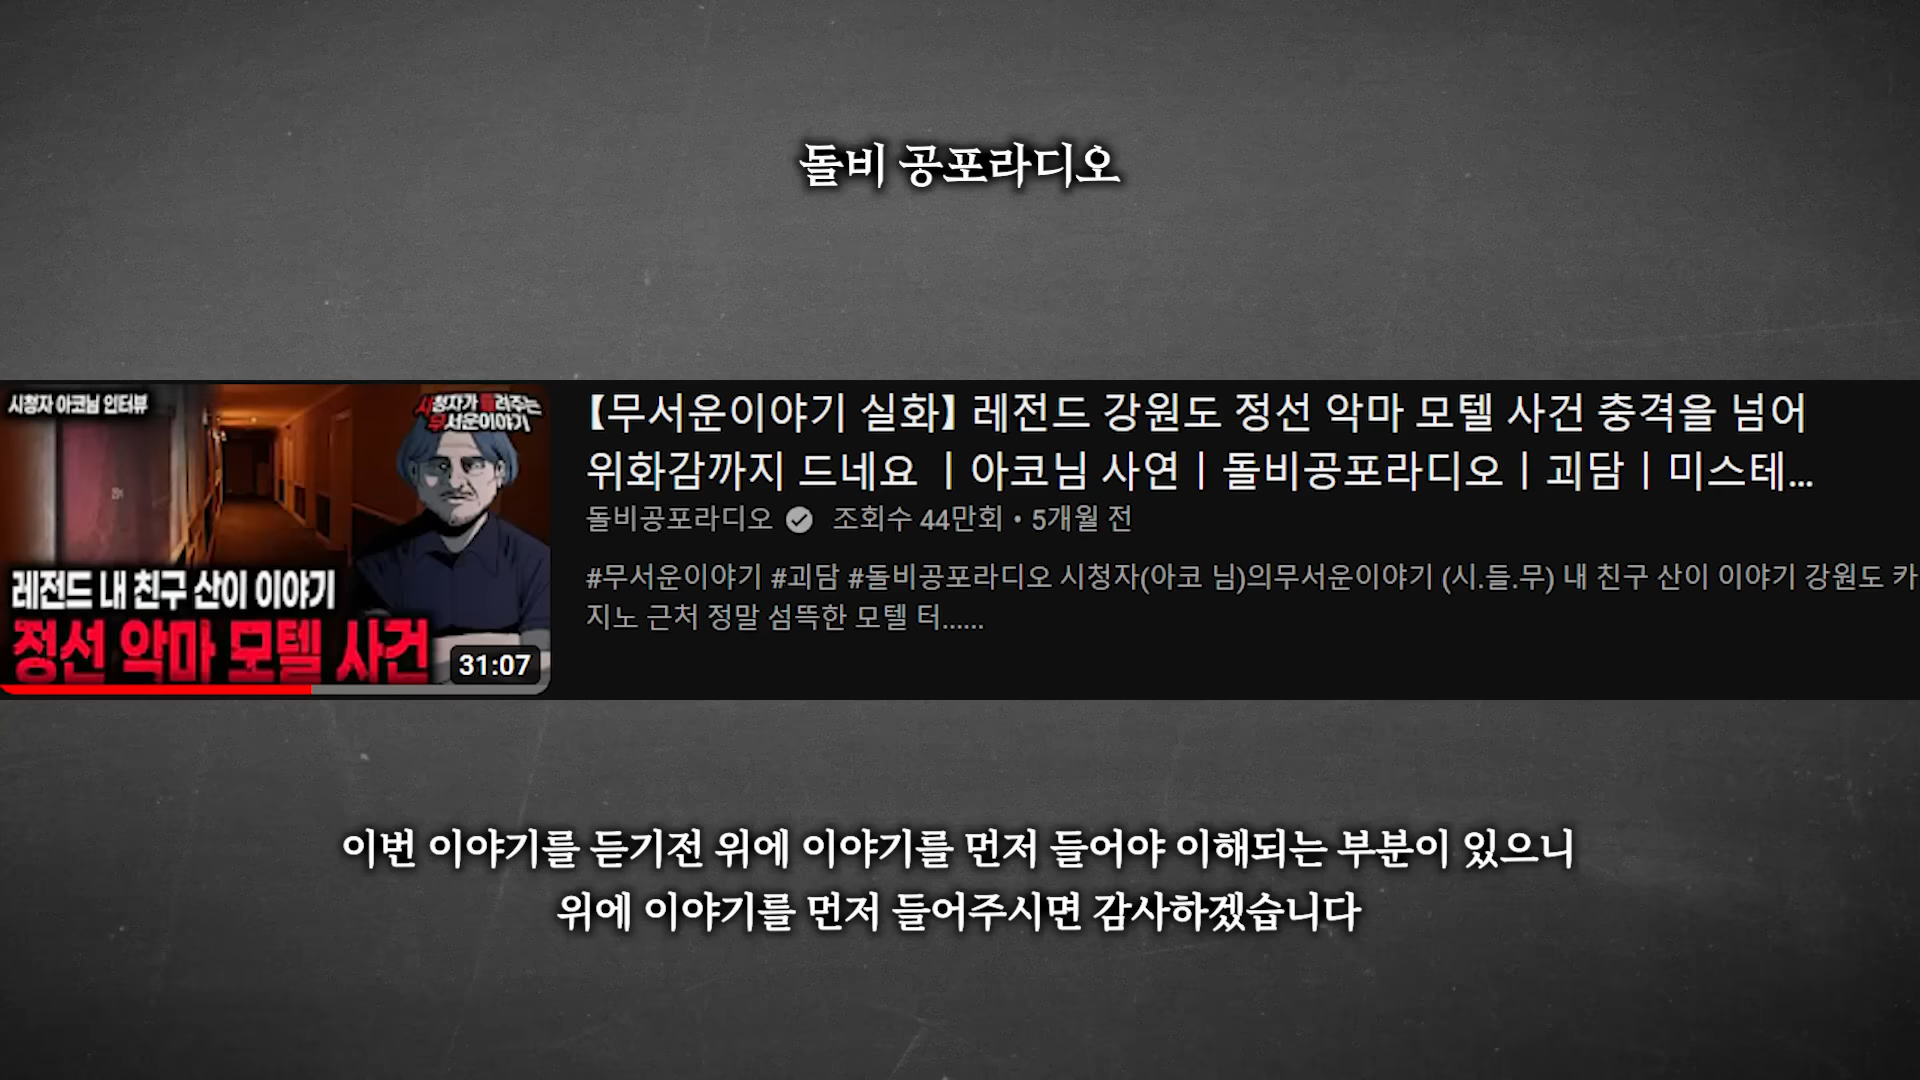 돌비 공포라디오
시청자 아코님 인터뷰
시청자가 들려주는
무서운이야기
레전드 내 친구 산이 이야기
정선 악마 모텔 사건
31:07
【무서운이야기 실화】 레전드 강원도 정선 악마 모텔 사건 충격을 넘어
위화감까지 드네요 ㅣ아코님 사연ㅣ돌비공포라디오ㅣ괴담ㅣ미스테...
돌비공포라디오 조회수 44만회 • 5개월 전
#무서운이야기 #괴담 #돌비공포라디오 시청자(아코 님)의무서운이야기 (시.들.무) 내 친구 산이 이야기 강원도 카
지노 근처 정말 섬뜩한 모텔 터......
이번 이야기를 듣기전 위에 이야기를 먼저 들어야 이해되는 부분이 있으니
위에 이야기를 먼저 들어주시면 감사하겠습니다